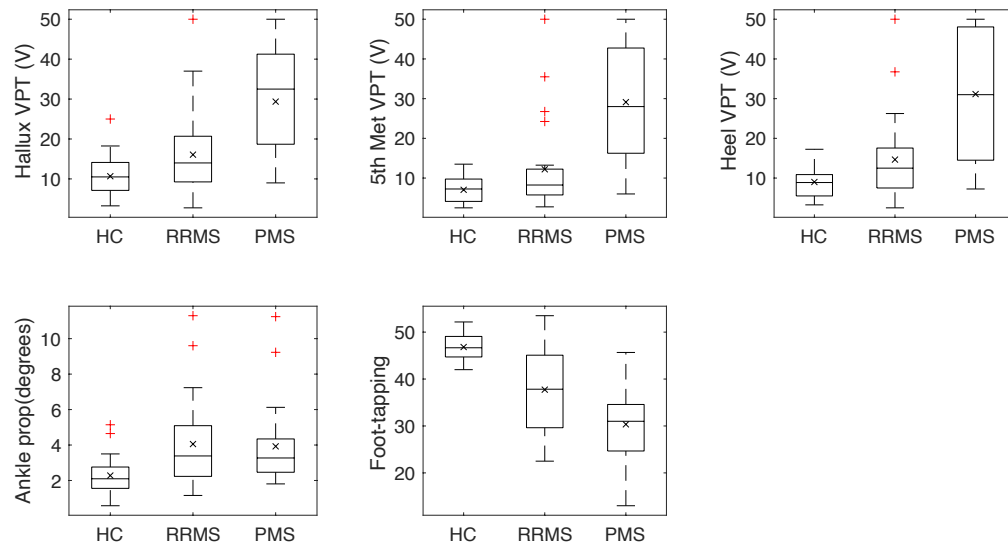 Hallux VPT (V)
50
40
30
20
10
HC RRMS PMS
5th Met VPT (V)
50
40
30
20
10
HC RRMS PMS
Heel VPT (V)
50
40
30
20
10
HC RRMS PMS
Ankle prop(degrees)
10
8
6
4
2
HC RRMS PMS
Foot-tapping
50
40
30
20
HC RRMS PMS